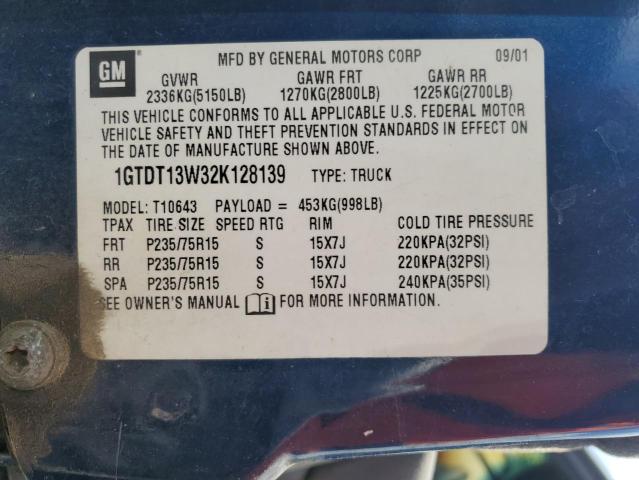 GM
MFD BY GENERAL MOTORS CORP 09/01
GVWR GAWR FRT GAWR RR
2336KG(5150LB) 1270KG(2800LB) 1225KG(2700LB)
THIS VEHICLE CONFORMS TO ALL APPLICABLE U.S. FEDERAL MOTOR
VEHICLE SAFETY AND THEFT PREVENTION STANDARDS IN EFFECT ON
THE DATE OF MANUFACTURE SHOWN ABOVE.
1GTDT13W32K128139 TYPE: TRUCK
MODEL: T10643 PAYLOAD = 453KG(998LB)
TPAX TIRE SIZE SPEED RTG RIM COLD TIRE PRESSURE
FRT P235/75R15 S 15X7J 220KPA(32PSI)
RR P235/75R15 S 15X7J 220KPA(32PSI)
SPA P235/75R15 S 15X7J 240KPA(35PSI)
SEE OWNER'S MANUAL i FOR MORE INFORMATION.